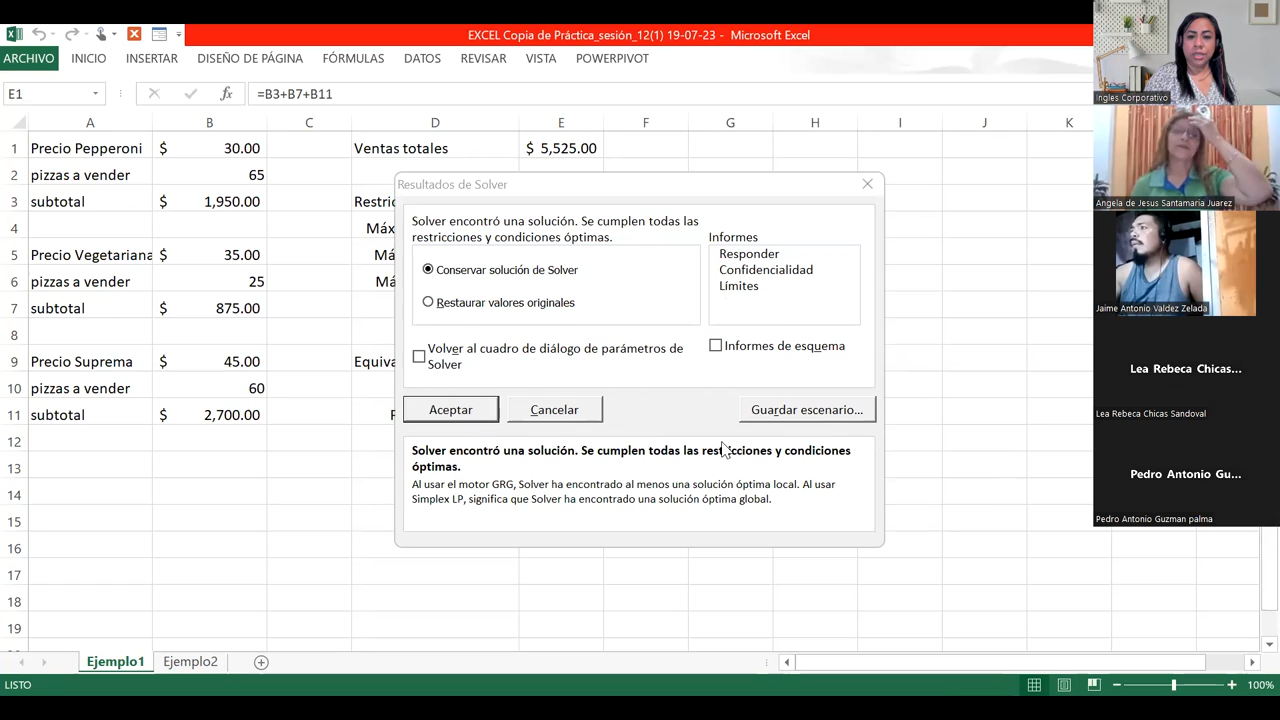 EXCEL Copia de Práctica_sesión_12(1) 19-07-23 - Microsoft Excel
ARCHIVO INICIO INSERTAR DISEÑO DE PÁGINA FÓRMULAS DATOS REVISAR VISTA POWERPIVOT
E1 fx =B3+B7+B11
A B C D E F G H I J K
1 Precio Pepperoni $ 30.00 Ventas totales $ 5,525.00
2 pizzas a vender 65
3 subtotal $ 1,950.00 Restric
4 Máx
5 Precio Vegetariana $ 35.00 Má
6 pizzas a vender 25 Má
7 subtotal $ 875.00
8
9 Precio Suprema $ 45.00 Equiva
10 pizzas a vender 60
11 subtotal $ 2,700.00
12
13
14
15
16
17
18
19
Resultados de Solver
Solver encontró una solución. Se cumplen todas las
restricciones y condiciones óptimas.
Conservar solución de Solver
Restaurar valores originales
Volver al cuadro de diálogo de parámetros de
Solver
Informes
Responder
Confidencialidad
Límites
Informes de esquema
Aceptar Cancelar Guardar escenario...
Solver encontró una solución. Se cumplen todas las restricciones y condiciones
óptimas.
Al usar el motor GRG, Solver ha encontrado al menos una solución óptima local. Al usar
Simplex LP, significa que Solver ha encontrado una solución óptima global.
Ejemplo1 Ejemplo2
LISTO 100%
Ingles Corporativo
Angela de Jesus Santamaria Juarez
Jaime Antonio Valdez Zelada
Lea Rebeca Chicas...
Lea Rebeca Chicas Sandoval
Pedro Antonio Gu...
Pedro Antonio Guzman palma